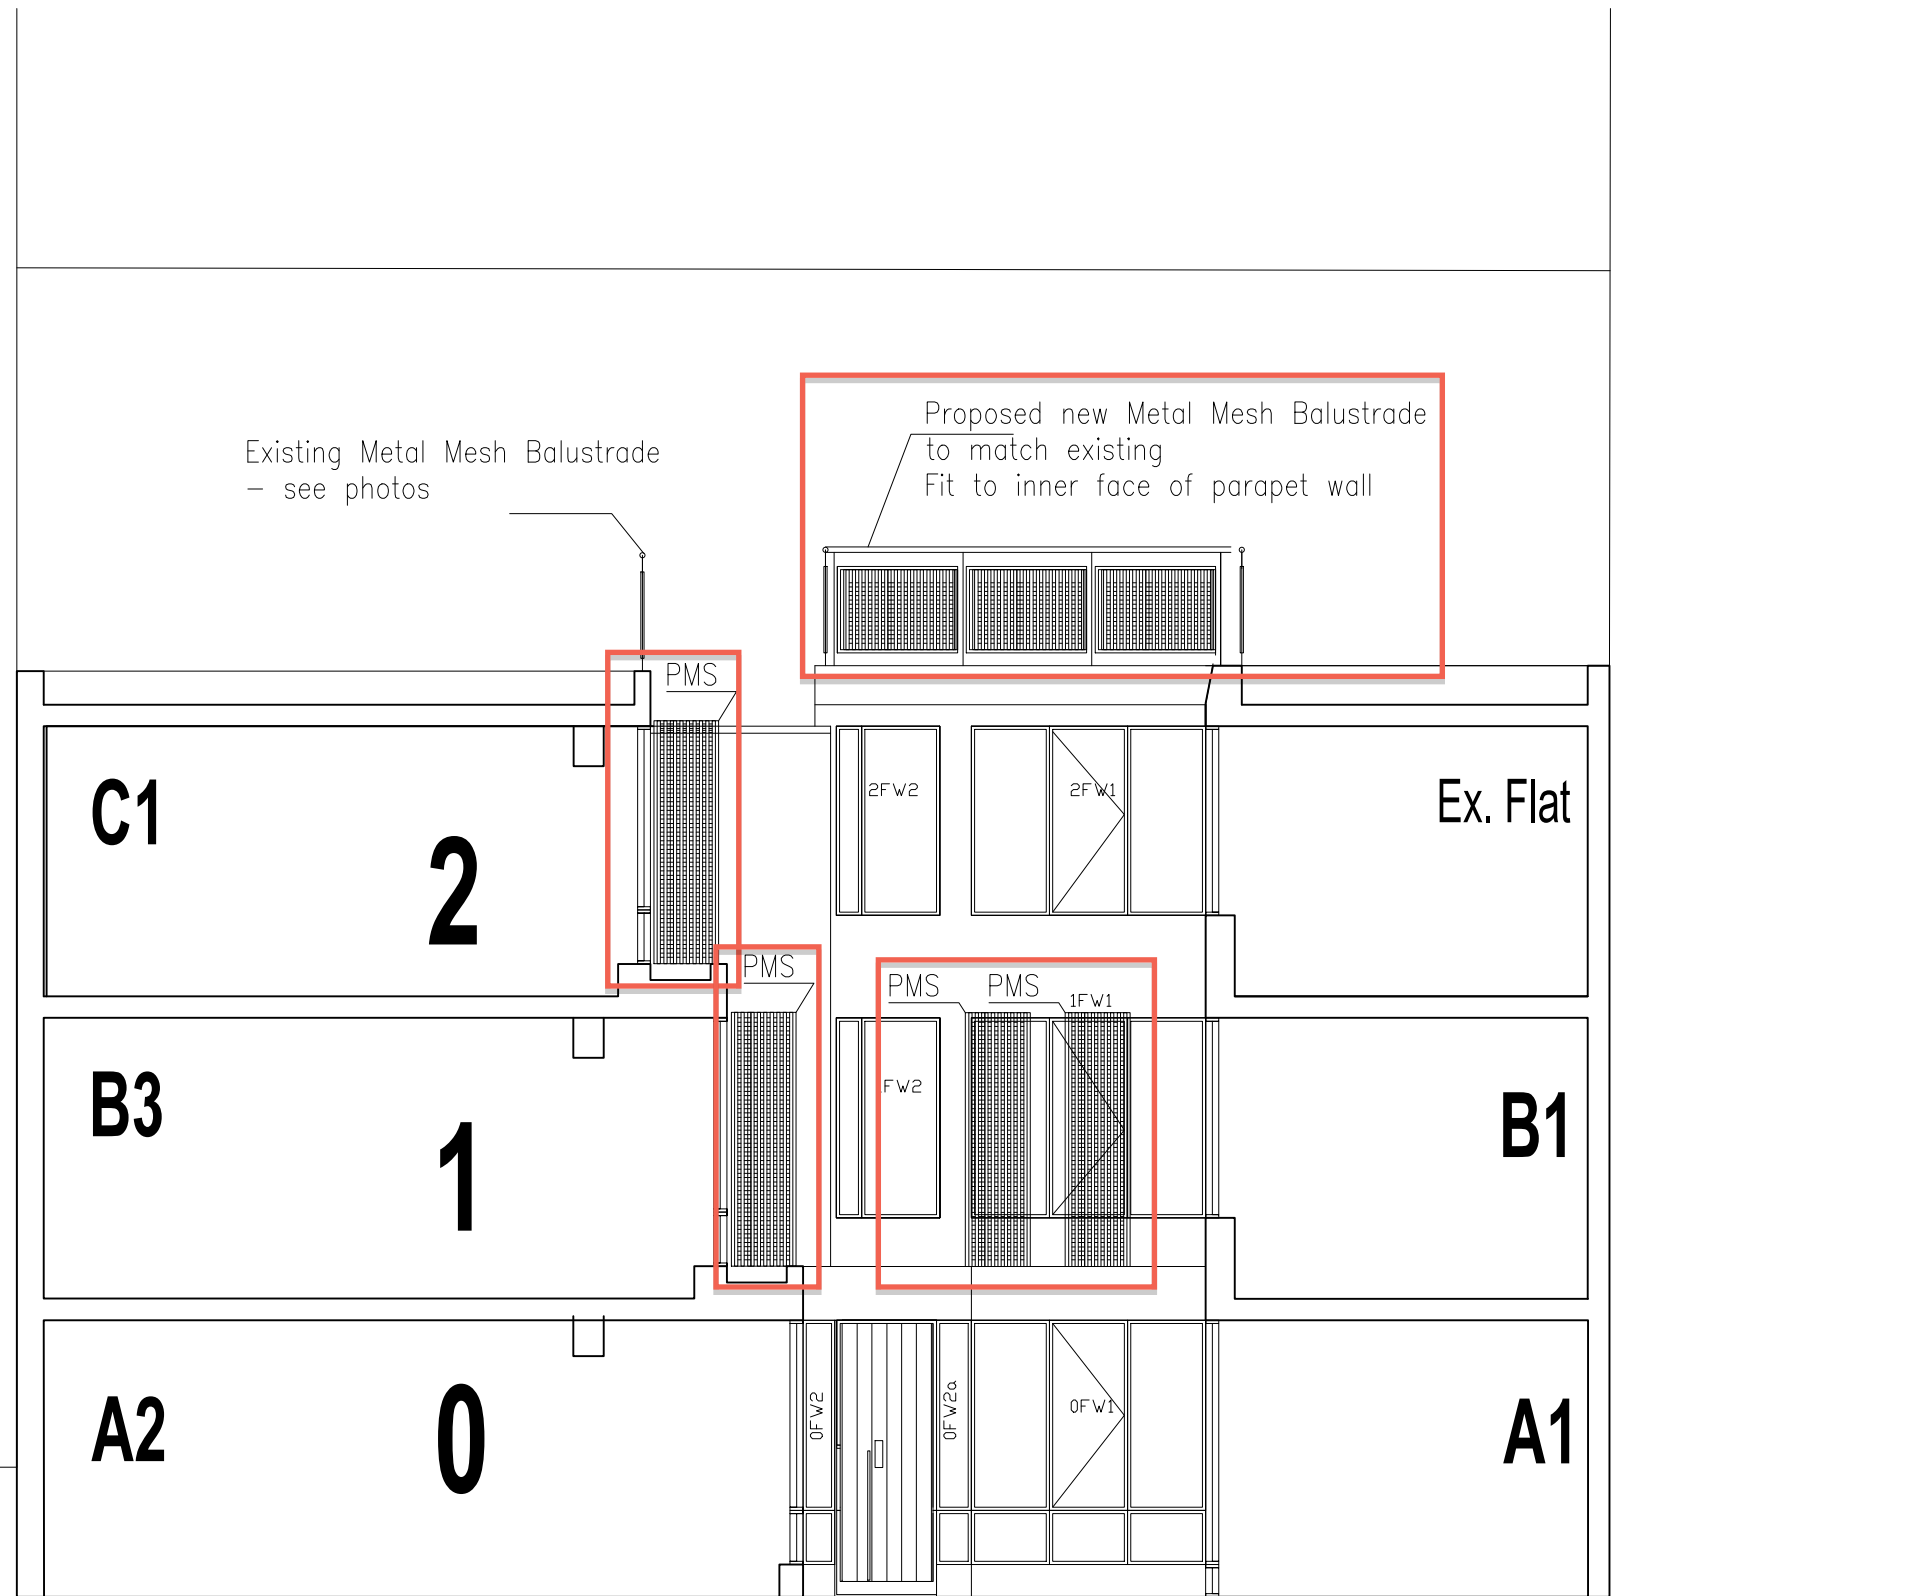 Proposed new Metal Mesh Balustrade
to match existing
Fit to inner face of parapet wall
Existing Metal Mesh Balustrade
- see photos
PMS
C1
2
2FW2
2FW1
Ex. Flat
PMS
PMS
PMS
1FW1
B3
1
FW2
B1
A2
0
0FW2
0FW2a
0FW1
A1